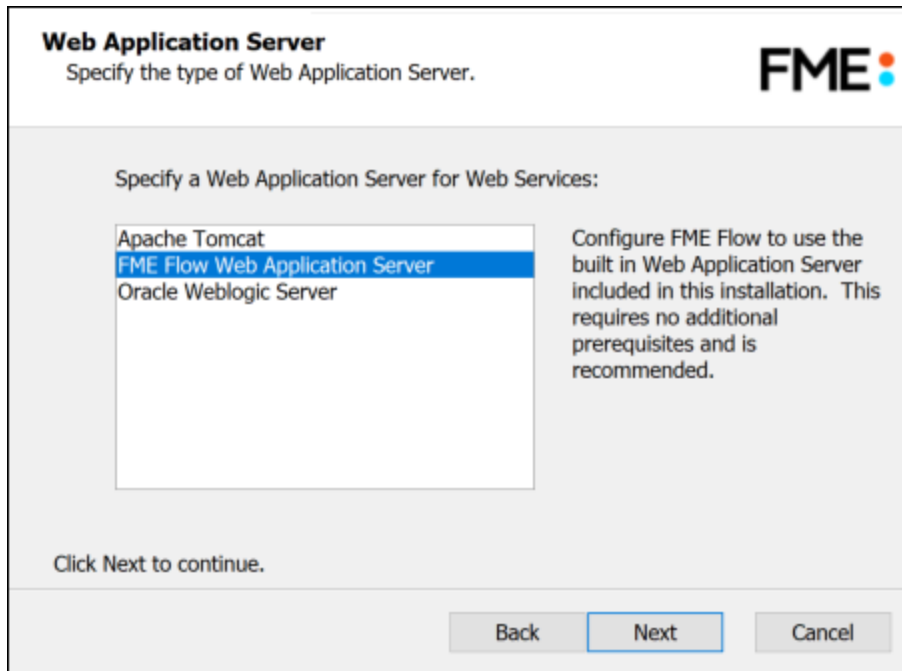 Web Application Server
Specify the type of Web Application Server.
FME
Specify a Web Application Server for Web Services:
Apache Tomcat
FME Flow Web Application Server
Oracle Weblogic Server
Configure FME Flow to use the
built in Web Application Server
included in this installation.  This
requires no additional
prerequisites and is
recommended.
Click Next to continue.
Back
Next
Cancel